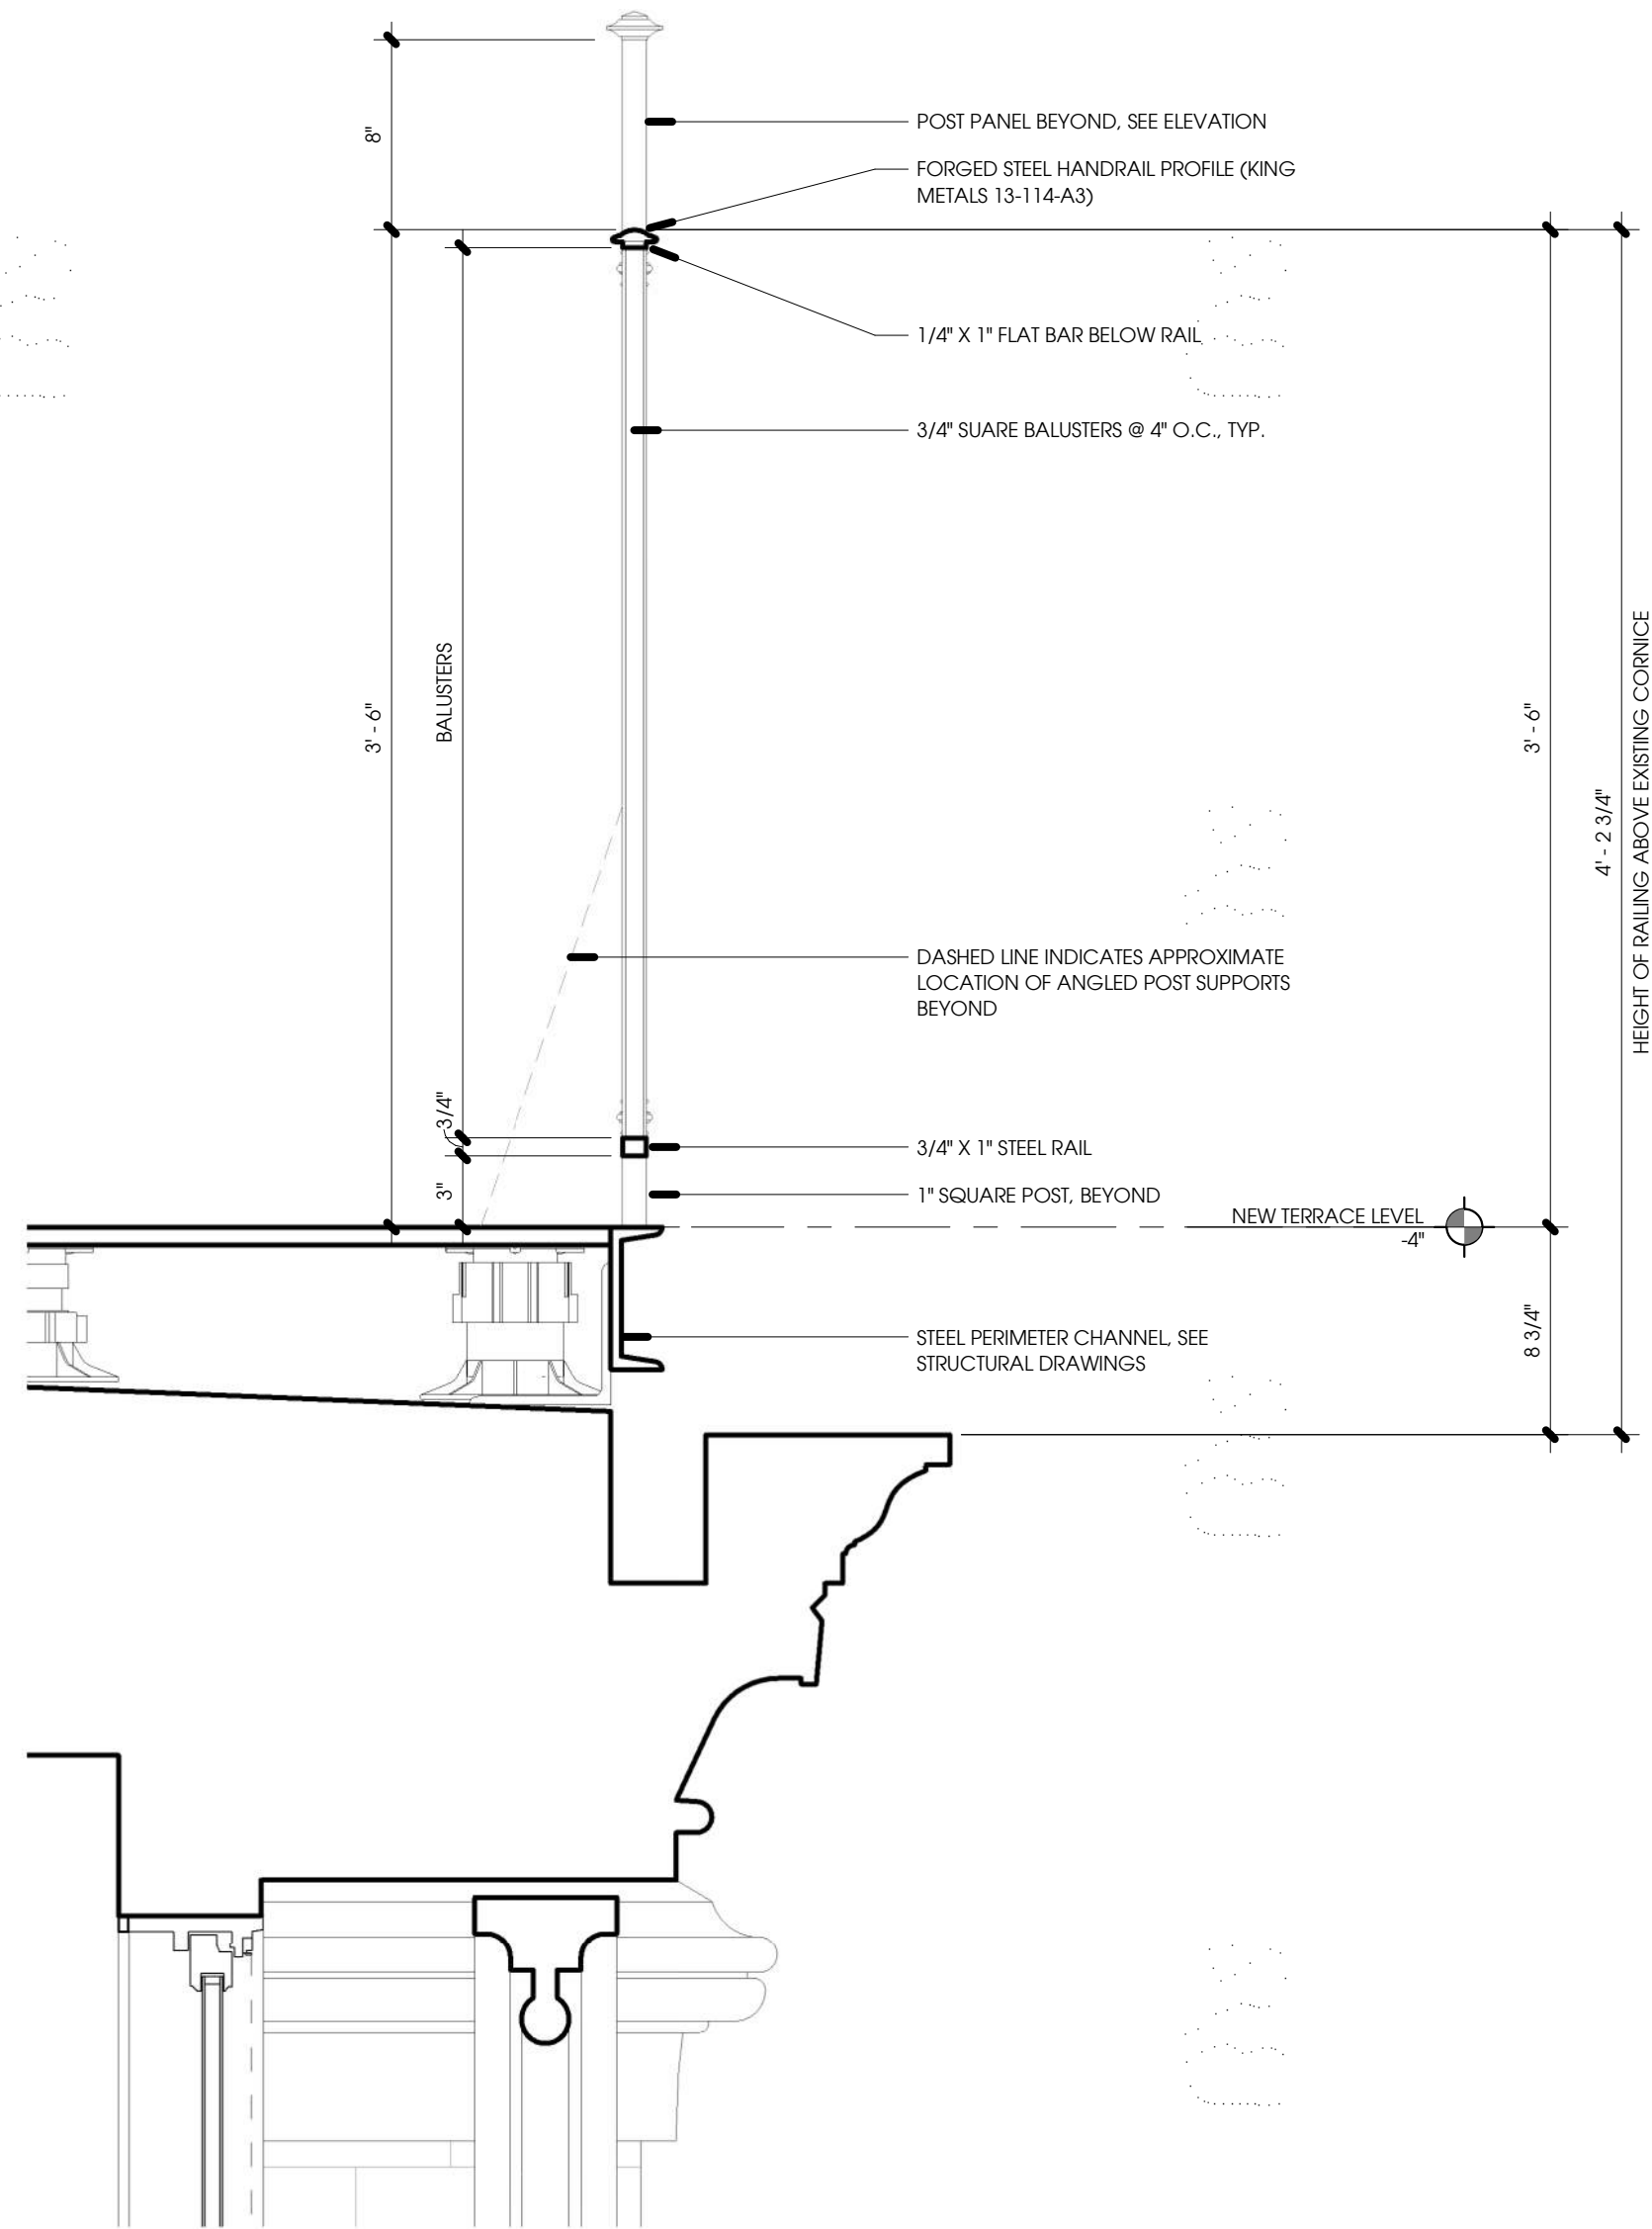 8"
POST PANEL BEYOND, SEE ELEVATION
FORGED STEEL HANDRAIL PROFILE (KING
METALS 13-114-A3)
1/4" X 1" FLAT BAR BELOW RAIL
3/4" SUARE BALUSTERS @ 4" O.C., TYP.
3' - 6"
BALUSTERS
3' - 6"
4' - 2 3/4"
HEIGHT OF RAILING ABOVE EXISTING CORNICE
DASHED LINE INDICATES APPROXIMATE
LOCATION OF ANGLED POST SUPPORTS
BEYOND
3/4"
3/4" X 1" STEEL RAIL
3"
1" SQUARE POST, BEYOND
NEW TERRACE LEVEL
-4"
8 3/4"
STEEL PERIMETER CHANNEL, SEE
STRUCTURAL DRAWINGS